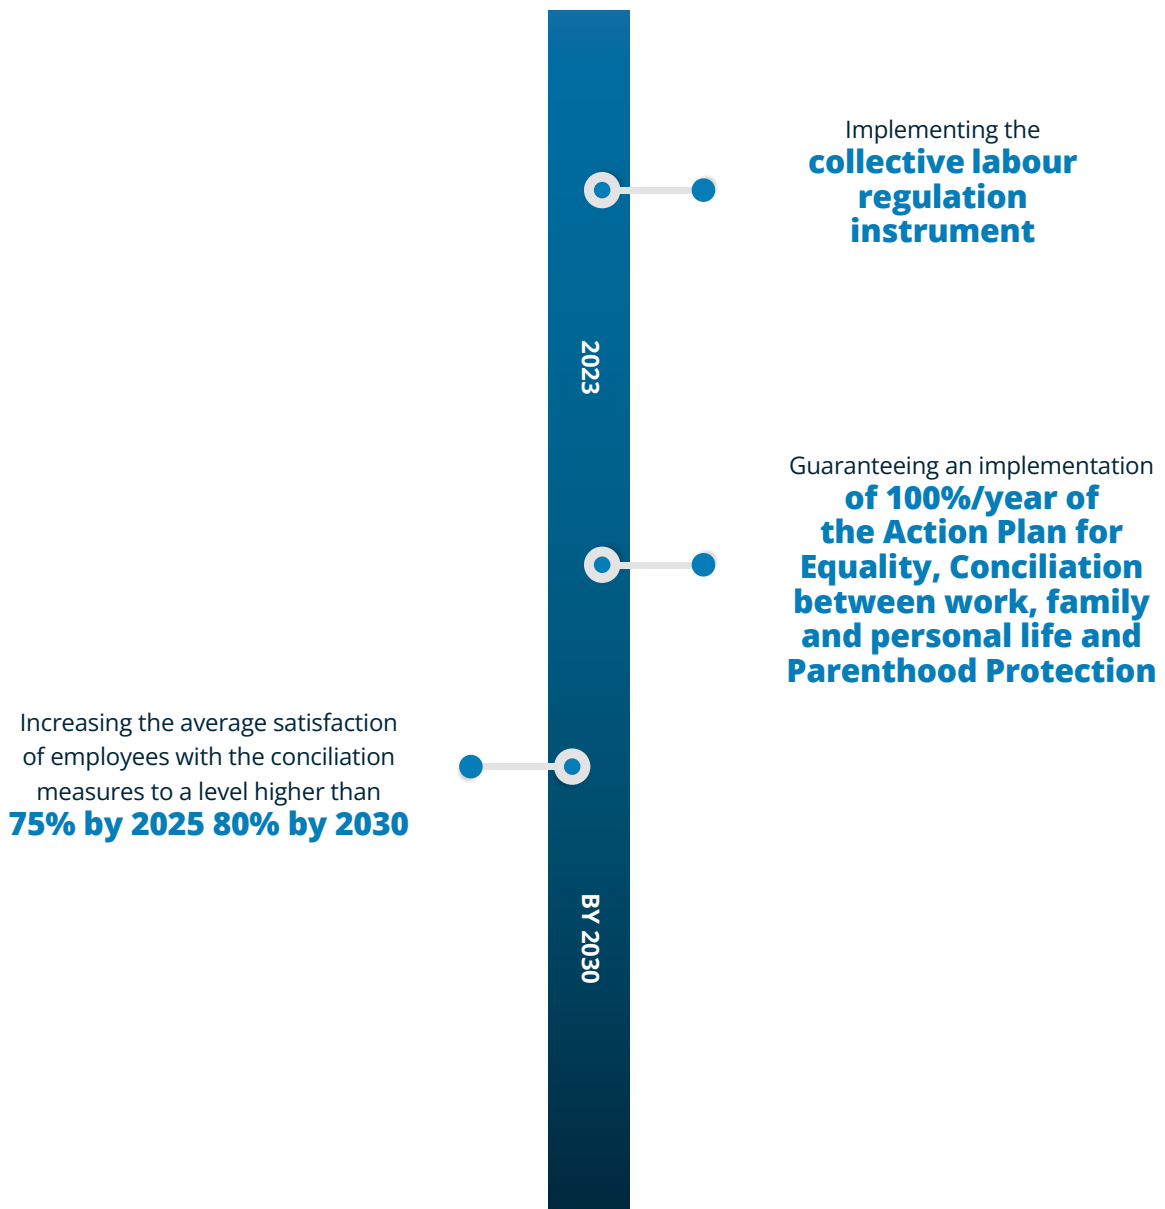 Implementing the
collective labour
regulation
instrument
2023
Guaranteeing an implementation
of 100%/year of
the Action Plan for
Equality, Conciliation
between work, family
and personal life and
Parenthood Protection
Increasing the average satisfaction
of employees with the conciliation
measures to a level higher than
75% by 2025 80% by 2030
BY 2030